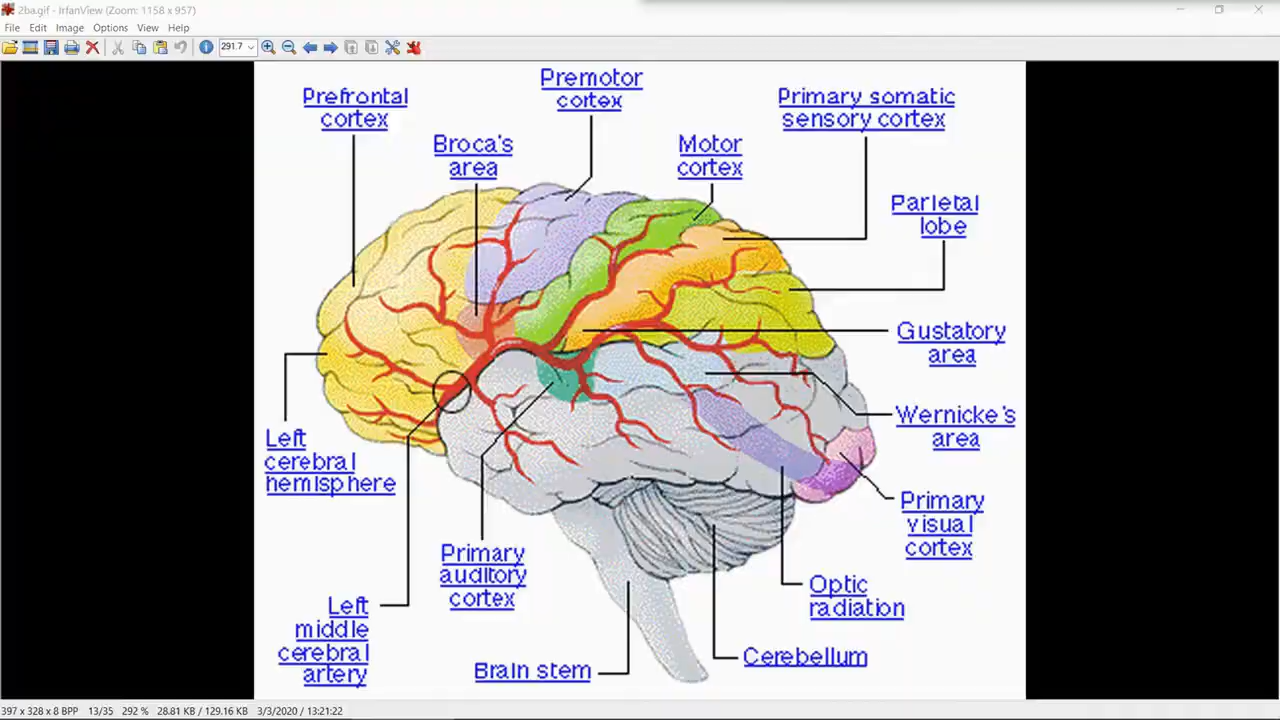 2ba.gif - IrfanView (Zoom: 1158 x 957)
File Edit Image Options View Help
291.7
Prefrontal
cortex
Premotor
cortex
Broca's
area
Motor
cortex
Primary somatic
sensory cortex
Parietal
lobe
Gustatory
area
Wernicke's
area
Primary
visual
cortex
Optic
radiation
Cerebellum
Brain stem
Primary
auditory
cortex
Left
middle
cerebral
artery
Left
cerebral
hemisphere
397 x 328 x 8 BPP 13/35 292 % 28.81 KB / 129.16 KB 3/3/2020 / 13:21:22